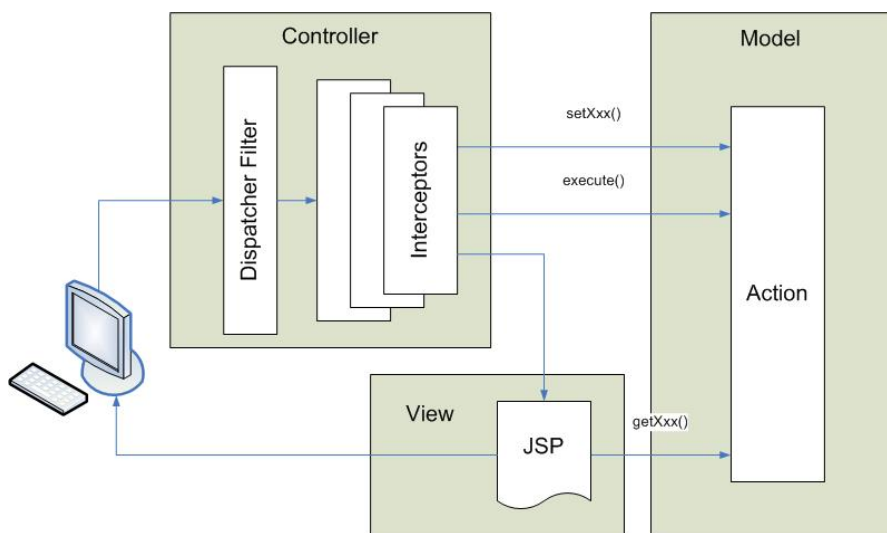 Controller
Model
Dispatcher Filter
Interceptors
setXxx()
execute()
Action
View
JSP
getXxx()